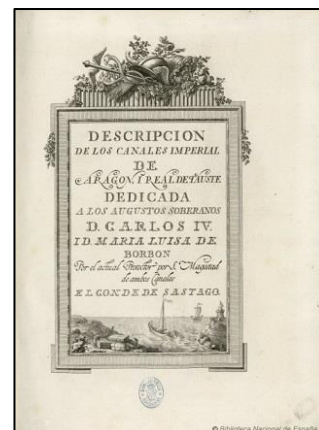 DESCRIPCION
DE LOS CANALES IMPERIAL
DE
ARAGON, I REAL DE TAUSTE
DEDICADA
A LOS AUGUSTOS SOBERANOS
D. CARLOS IV.
I D. MARIA LUISA DE
BORBON
Por el actual Protector por S. Magestad
de ambos Canales
EL CONDE DE SASTAGO.
© Biblioteca Nacional de España